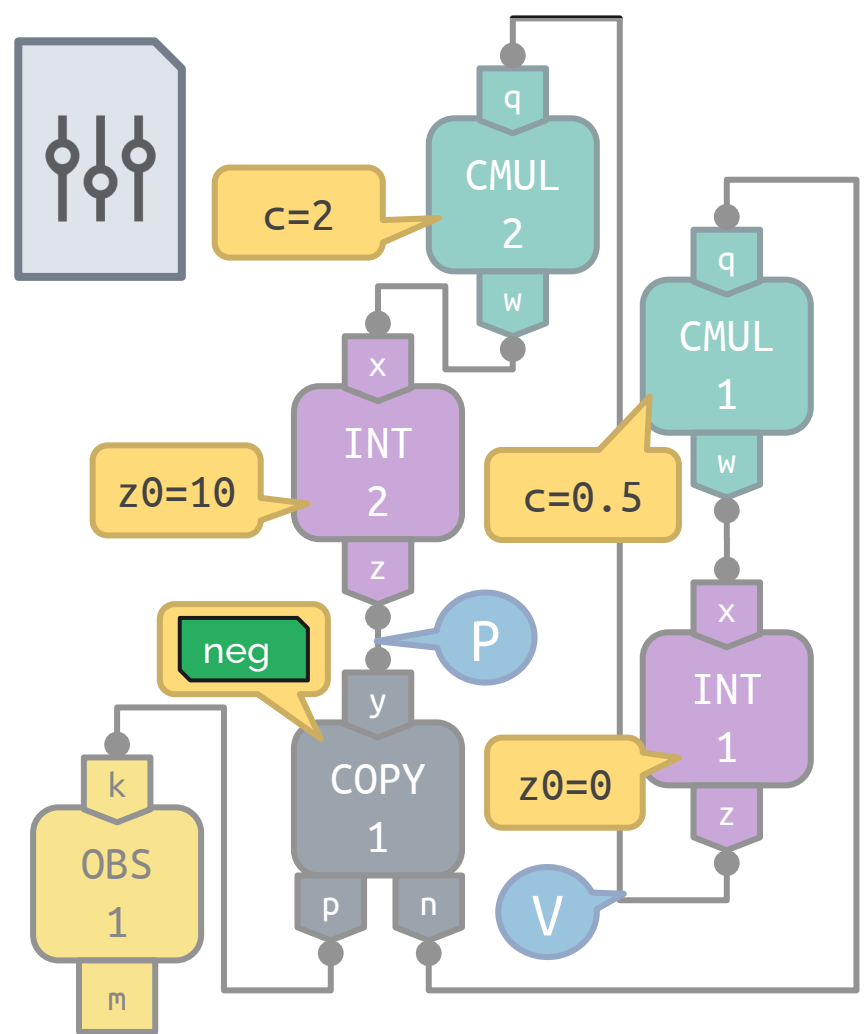 q
CMUL
2
c=2
w
q
CMUL
1
x
INT
2
z0=10
w
c=0.5
z
x
neg
P
y
INT
1
COPY
1
z0=0
k
z
OBS
1
p
n
V
m